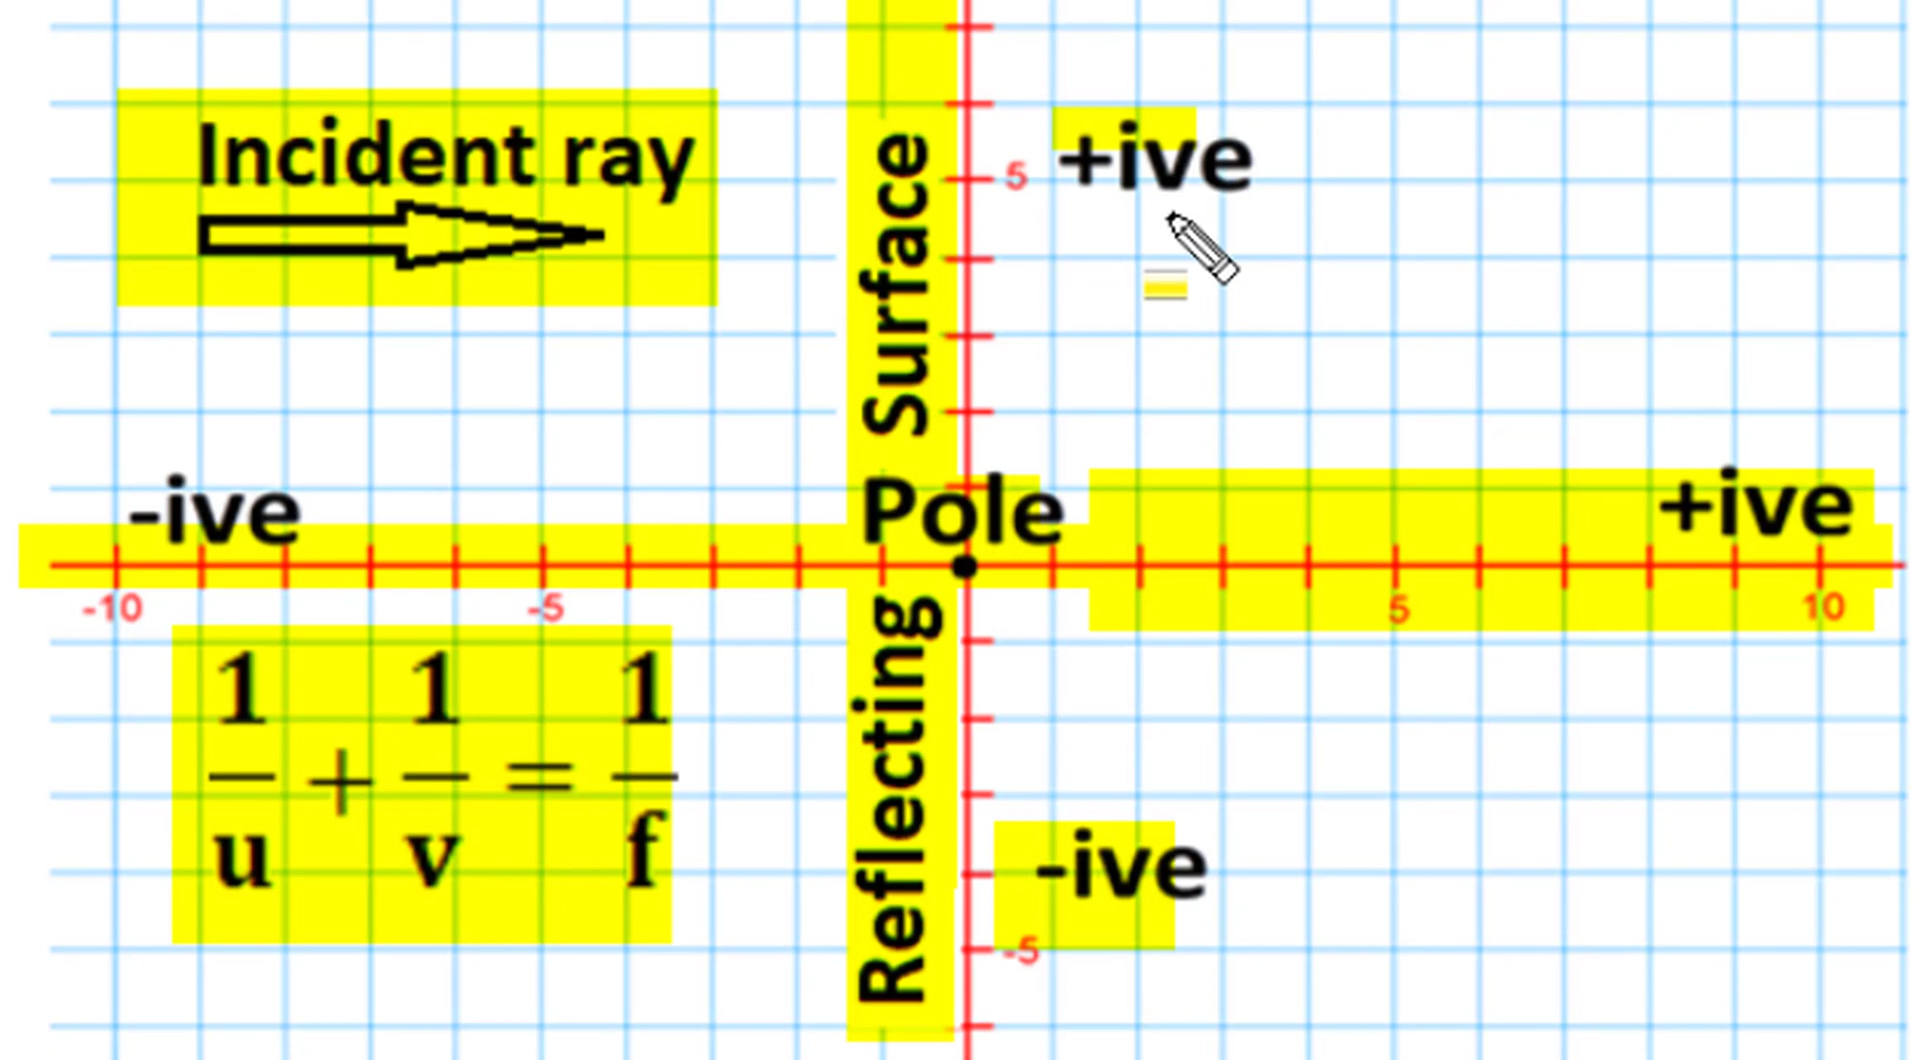 Incident ray
+ive
5
Reflecting Surface
-ive
Pole
+ive
-10
-5
5
10
1/u + 1/v = 1/f
-ive
-5